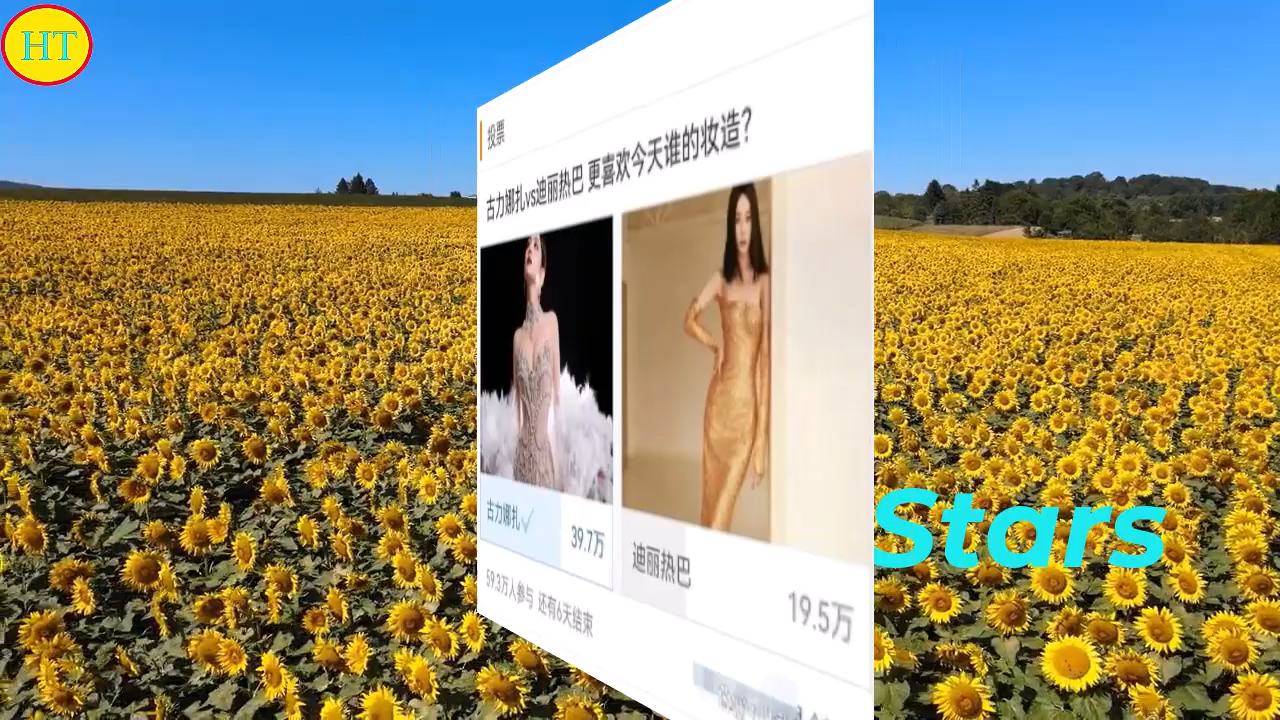 HT
投票
古力娜扎vs迪丽热巴 更喜欢今天谁的妆造?
古力娜扎✓ 39.7万
迪丽热巴 19.5万
59.3万人参与 还有6天结束
Stars